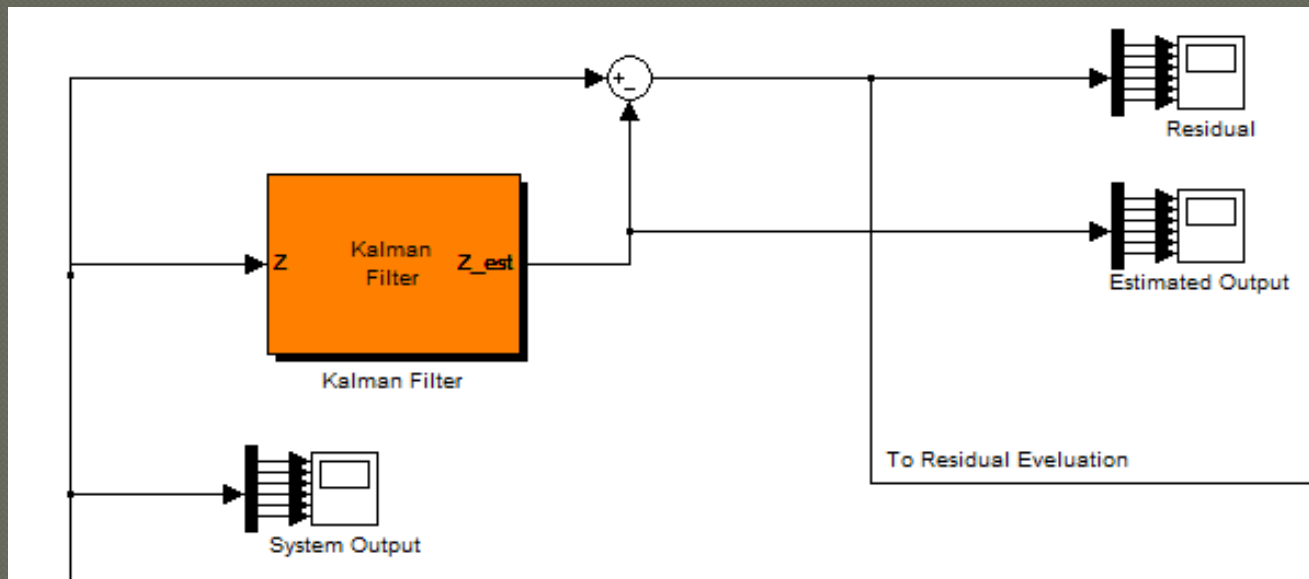 +
-
Residual
Z
Kalman
Filter
Z_est
Estimated Output
Kalman Filter
To Residual Eveluation
System Output